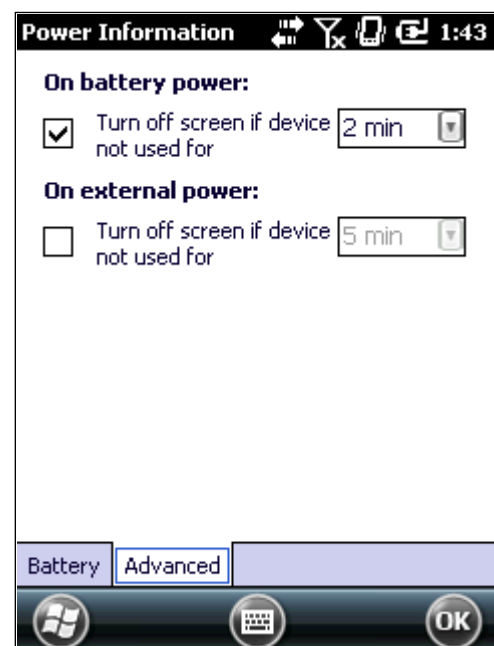 Power Information 1:43
On battery power:
Turn off screen if device 2 min
not used for
On external power:
Turn off screen if device 5 min
not used for
Battery Advanced
OK